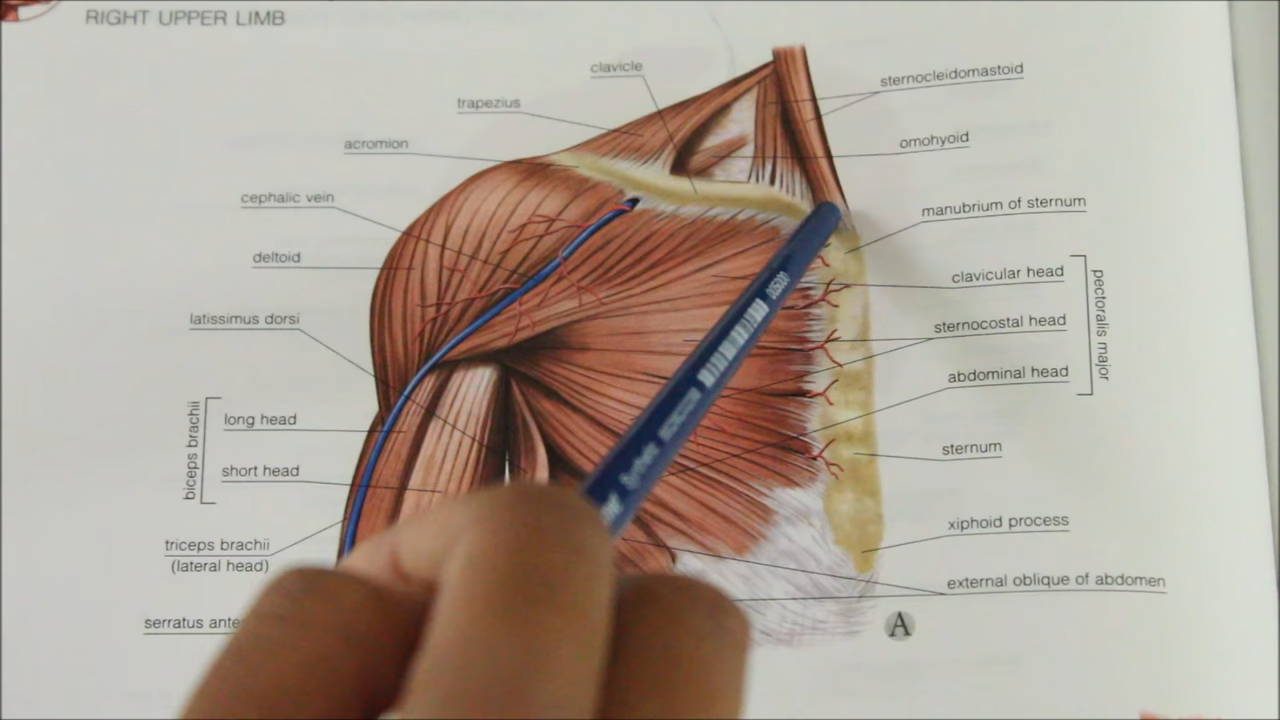 RIGHT UPPER LIMB
clavicle
sternocleidomastoid
trapezius
acromion
omohyoid
cephalic vein
manubrium of sternum
deltoid
clavicular head
latissimus dorsi
sternocostal head
pectoralis major
abdominal head
biceps brachii
long head
short head
sternum
xiphoid process
triceps brachii
(lateral head)
external oblique of abdomen
serratus ante
A